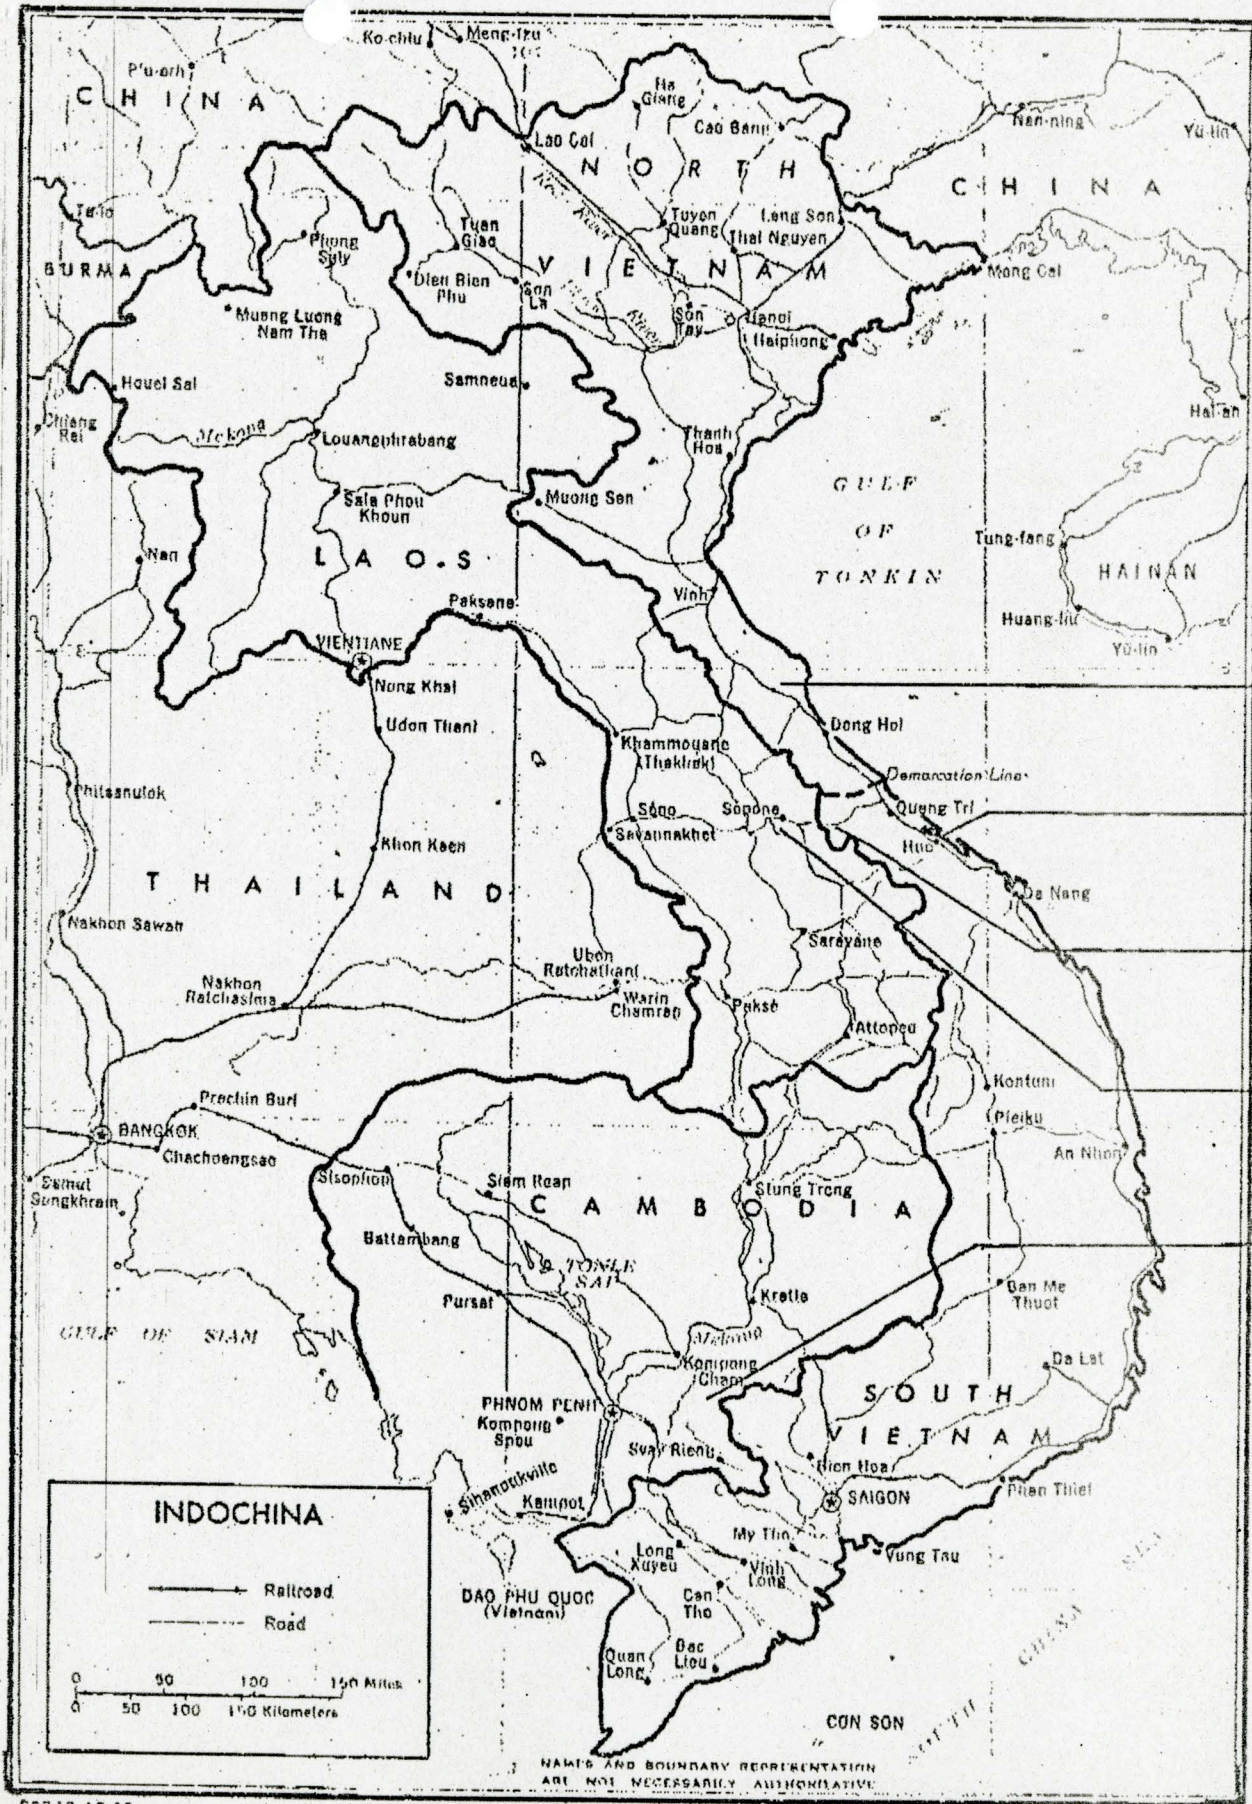 Ko-chiu
Meng-tzu
P'u-erh
CHINA
Ha
Giang
Cao Bang
Nan-ning
Yü-lin
Lao Cai
NORTH
CHINA
Red River
Ta-lo
Phong
Saly
Tuan
Giao
Tuyen
Quang
Lang Son
Thai Nguyen
BURMA
Dien Bien
Phu
VIETNAM
Son
La
Mong Cai
Muang Luong
Nam Tha
River
Son
Tay
Hanoi
Haiphong
Houei Sai
Samneua
Chiang
Rai
Mekong
Louangphrabang
Thanh
Hoa
Hai-an
Sala Phou
Khoun
Muong Sen
GULF
OF
TONKIN
Tung-fang
Nan
LAOS
HAINAN
Paksane
Vinh
Huang-liu
Yü-lin
VIENTIANE
Nong Khai
Udon Thani
Dong Hoi
Khammouane
(Thakhek)
Demarcation Line
Phitsanulok
Séno
Sépone
Quang Tri
Savannakhet
Hue
Khon Kaen
THAILAND
Da Nang
Nakhon Sawan
Saravane
Ubon
Ratchathani
Nakhon
Ratchasima
Warin
Chamrap
Pakse
Attopeu
Kontum
Prachin Buri
BANGKOK
Pleiku
Chachoengsao
An Nhon
Samut
Songkhram
Sisophon
Siem Reap
Stung Treng
CAMBODIA
Battambang
TONLE
SAP
Pursat
Kratie
Ban Me
Thuot
GULF OF SIAM
Mekong
Kompong
Cham
Da Lat
PHNOM PENH
SOUTH
Kompong
Speu
VIETNAM
Svay Rieng
Bien Hoa
Sihanoukville
SAIGON
Phan Thiet
INDOCHINA
Kampot
My Tho
Vung Tau
Long
Xuyen
Vinh
Long
Railroad
DAO PHU QUOC
(Vietnam)
Can
Tho
Road
Quan
Long
Bac
Lieu
0 50 100 150 Miles
0 50 100 150 Kilometers
CON SON
SOUTH CHINA SEA
NAMES AND BOUNDARY REPRESENTATION
ARE NOT NECESSARILY AUTHORITATIVE